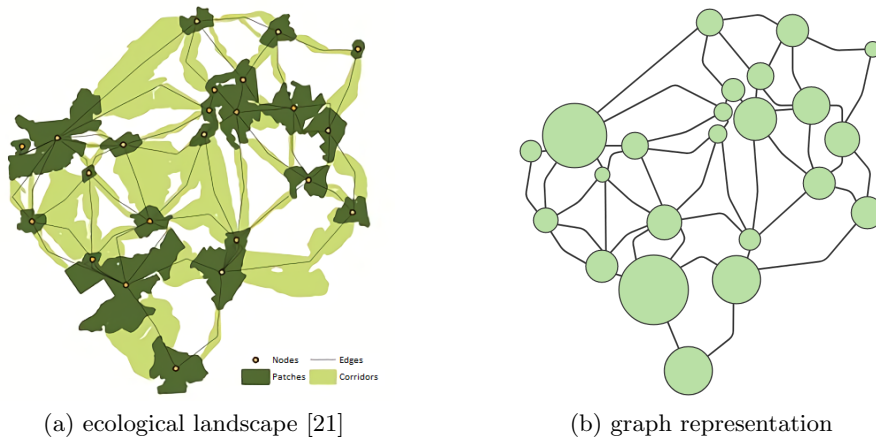 Nodes Edges
Patches Corridors
(a) ecological landscape [21]
(b) graph representation